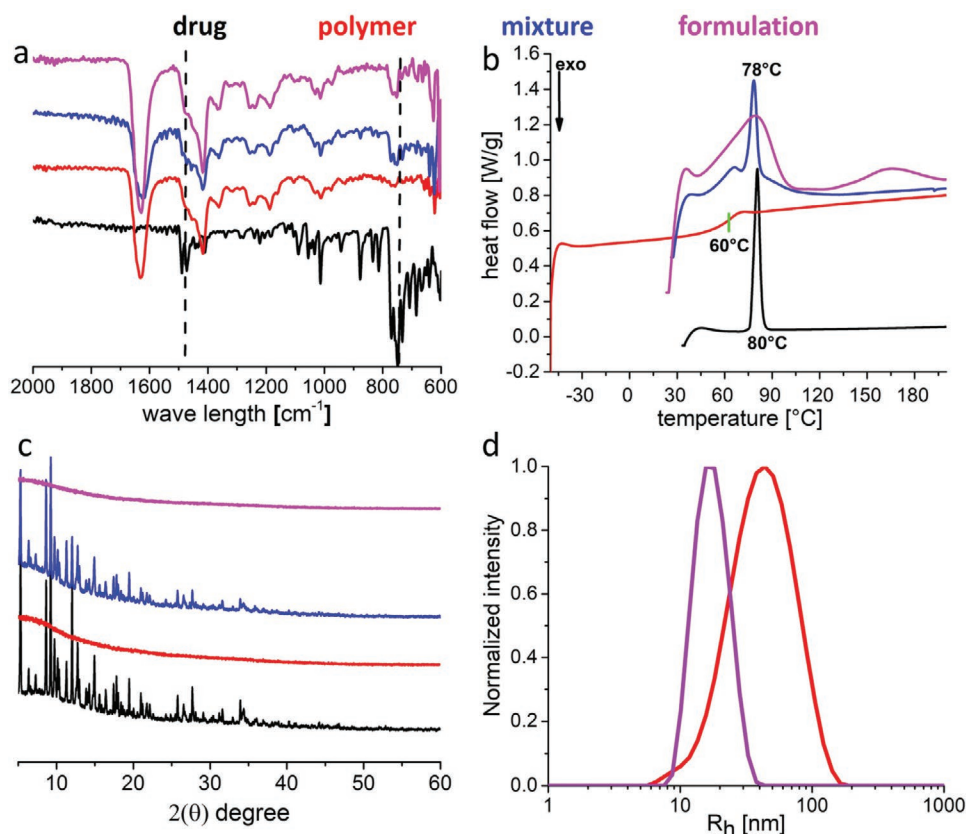 drug polymer mixture formulation
a
2000 1800 1600 1400 1200 1000 800 600
wave length [cm⁻¹]
b
exo
78°C
60°C
80°C
1.6
1.4
1.2
1.0
0.8
0.6
0.4
0.2
0.0
-0.2
heat flow [W/g]
-30 0 30 60 90 120 150 180
temperature [°C]
c
10 20 30 40 50 60
2(θ) degree
d
1.0
0.8
0.6
0.4
0.2
0.0
Normalized intensity
1 10 100 1000
Rₕ [nm]